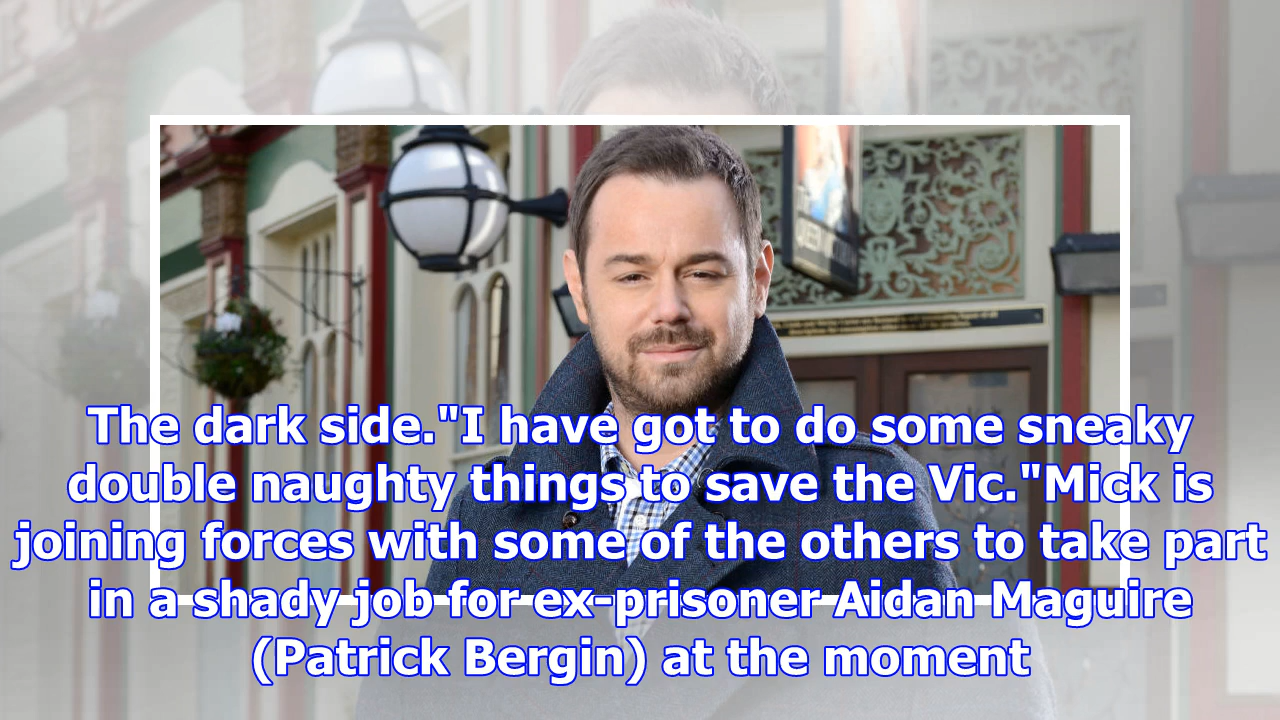 QUEEN VIC
The dark side."I have got to do some sneaky
double naughty things to save the Vic."Mick is
joining forces with some of the others to take part
in a shady job for ex-prisoner Aidan Maguire
(Patrick Bergin) at the moment